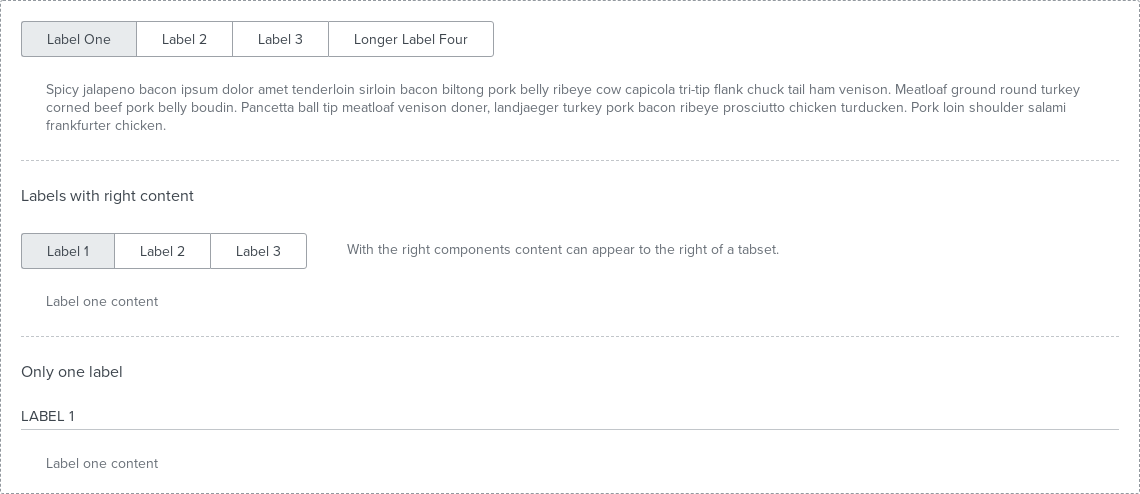 Label One Label 2 Label 3 Longer Label Four
Spicy jalapeno bacon ipsum dolor amet tenderloin sirloin bacon biltong pork belly ribeye cow capicola tri-tip flank chuck tail ham venison. Meatloaf ground round turkey
corned beef pork belly boudin. Pancetta ball tip meatloaf venison doner, landjaeger turkey pork bacon ribeye prosciutto chicken turducken. Pork loin shoulder salami
frankfurter chicken.
Labels with right content
Label 1 Label 2 Label 3 With the right components content can appear to the right of a tabset.
Label one content
Only one label
LABEL 1
Label one content